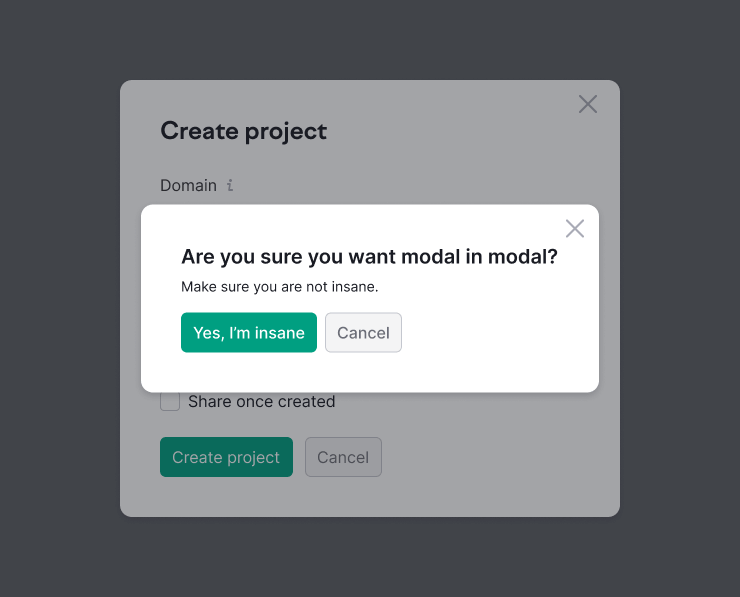 Create project
Domain i
Are you sure you want modal in modal?
Make sure you are not insane.
Yes, I’m insane
Cancel
Share once created
Create project
Cancel